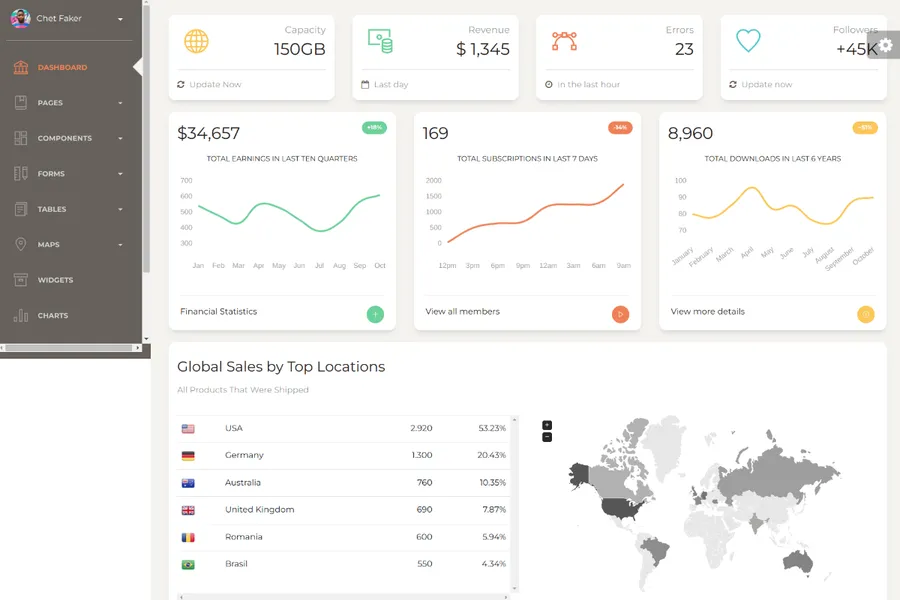 Chet Faker
DASHBOARD
PAGES
COMPONENTS
FORMS
TABLES
MAPS
WIDGETS
CHARTS
Capacity
150GB
Update Now
Revenue
$ 1,345
Last day
Errors
23
In the last hour
Followers
+45K
Update now
$34,657
+18%
TOTAL EARNINGS IN LAST TEN QUARTERS
700
600
500
400
300
Jan Feb Mar Apr May Jun Jul Aug Sep Oct
Financial Statistics
169
-14%
TOTAL SUBSCRIPTIONS IN LAST 7 DAYS
2000
1500
1000
500
0
12pm 3pm 6pm 9pm 12am 3am 6am 9am
View all members
8,960
TOTAL DOWNLOADS IN LAST 6 YEARS
100
90
80
70
January February March April May June July August September October
View more details
Global Sales by Top Locations
All Products That Were Shipped
USA 2.920 53.23%
Germany 1.300 20.43%
Australia 760 10.35%
United Kingdom 690 7.87%
Romania 600 5.94%
Brasil 550 4.34%
+
−